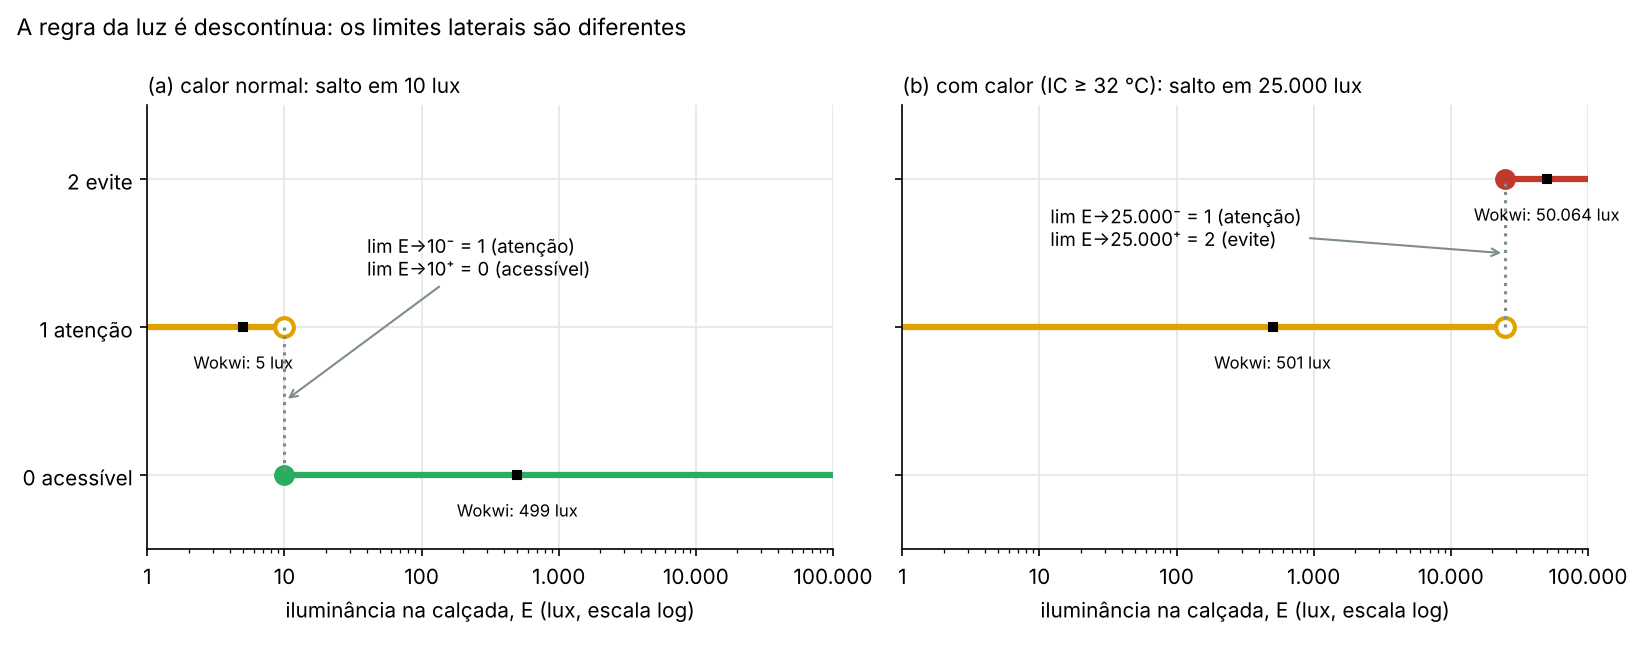 A regra da luz é descontínua: os limites laterais são diferentes
(a) calor normal: salto em 10 lux
2 evite
1 atenção
0 acessível
lim E→10⁻ = 1 (atenção)
lim E→10⁺ = 0 (acessível)
Wokwi: 5 lux
Wokwi: 499 lux
1 10 100 1.000 10.000 100.000
iluminância na calçada, E (lux, escala log)
(b) com calor (IC ≥ 32 °C): salto em 25.000 lux
lim E→25.000⁻ = 1 (atenção)
lim E→25.000⁺ = 2 (evite)
Wokwi: 50.064 lux
Wokwi: 501 lux
1 10 100 1.000 10.000 100.000
iluminância na calçada, E (lux, escala log)